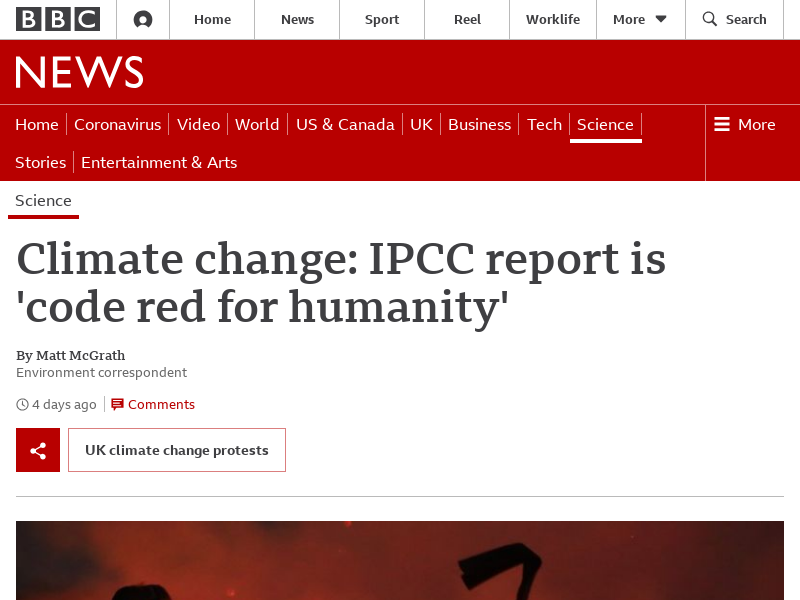 BBC Home News Sport Reel Worklife More Search
NEWS
Home Coronavirus Video World US & Canada UK Business Tech Science More
Stories Entertainment & Arts
Science
Climate change: IPCC report is
'code red for humanity'
By Matt McGrath
Environment correspondent
4 days ago Comments
UK climate change protests